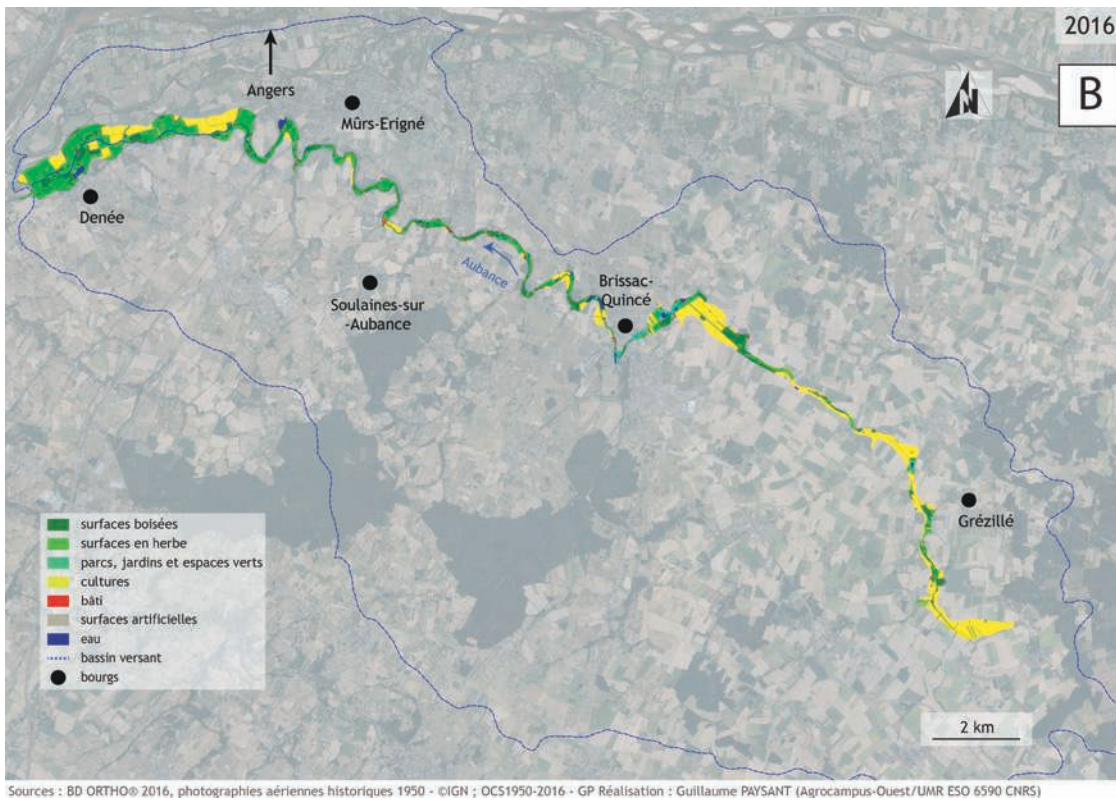 2016
B
N
Angers
Mûrs-Erigné
Denée
Aubance
Soulaines-sur
-Aubance
Brissac-
Quincé
Grézillé
surfaces boisées
surfaces en herbe
parcs, jardins et espaces verts
cultures
bâti
surfaces artificielles
eau
bassin versant
bourgs
2 km
Sources : BD ORTHO® 2016, photographies aériennes historiques 1950 - ©IGN ; OCS1950-2016 - GP Réalisation : Guillaume PAYSANT (Agrocampus-Ouest/UMR ESO 6590 CNRS)